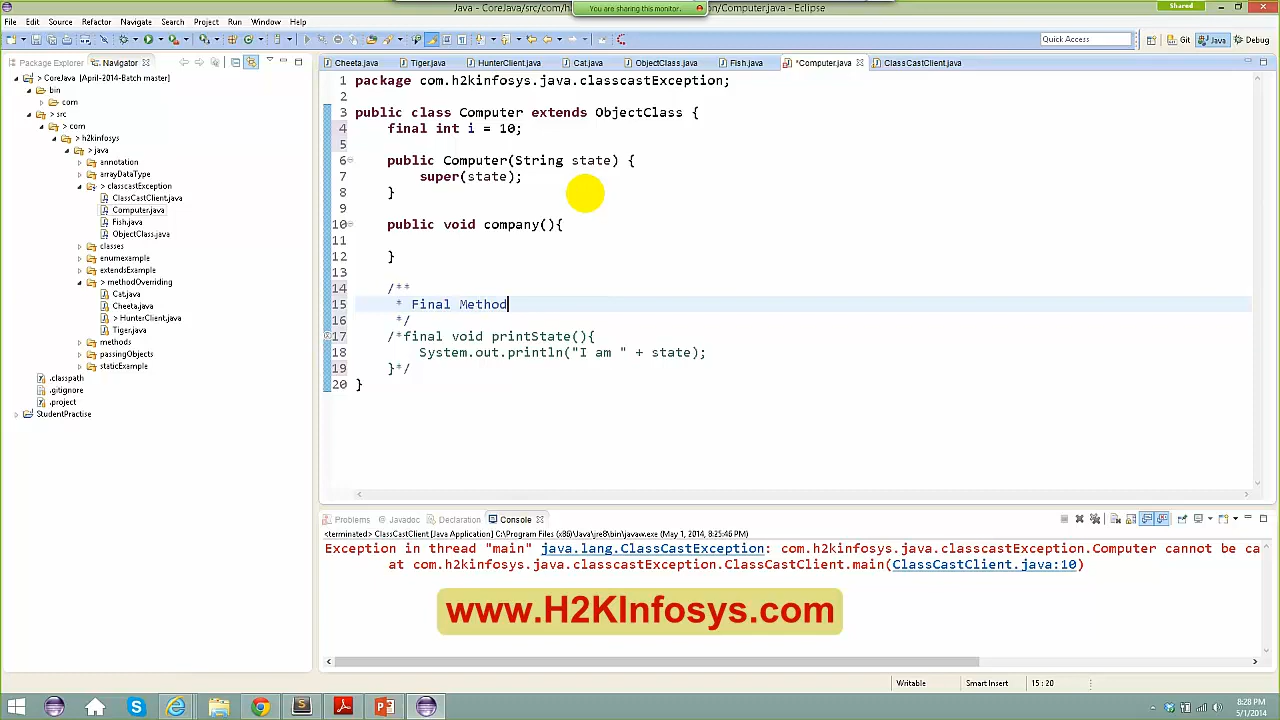 Java - CoreJava/src/com/h
You are sharing this monitor.
n/Computer.java - Eclipse
Shared
File Edit Source Refactor Navigate Search Project Run Window Help
Quick Access
Git
Java
Debug
Package Explorer
Navigator
Cheeta.java
Tiger.java
HunterClient.java
Cat.java
ObjectClass.java
Fish.java
*Computer.java
ClassCastClient.java
> CoreJava [April-2014-Batch master]
bin
com
> src
> com
> h2kinfosys
> java
annotation
arrayDataType
> classcastException
ClassCastClient.java
Computer.java
Fish.java
ObjectClass.java
classes
enumexample
extendsExample
> methodOverriding
Cat.java
Cheeta.java
> HunterClient.java
Tiger.java
methods
passingObjects
staticExample
.classpath
.gitignore
.project
StudentPractise
1 package com.h2kinfosys.java.classcastException;
2
3 public class Computer extends ObjectClass {
4 final int i = 10;
5
6 public Computer(String state) {
7 super(state);
8 }
9
10 public void company(){
11
12 }
13
14 /**
15 * Final Method
16 */
17 /*final void printState(){
18 System.out.println("I am " + state);
19 }*/
20 }
Problems Javadoc Declaration Console
<terminated> ClassCastClient [Java Application] C:\Program Files (x86)\Java\jre8\bin\javaw.exe (May 1, 2014, 8:25:46 PM)
Exception in thread "main" java.lang.ClassCastException: com.h2kinfosys.java.classcastException.Computer cannot be ca
at com.h2kinfosys.java.classcastException.ClassCastClient.main(ClassCastClient.java:10)
www.H2KInfosys.com
Writable
Smart Insert
15 : 20
8:28 PM
5/1/2014